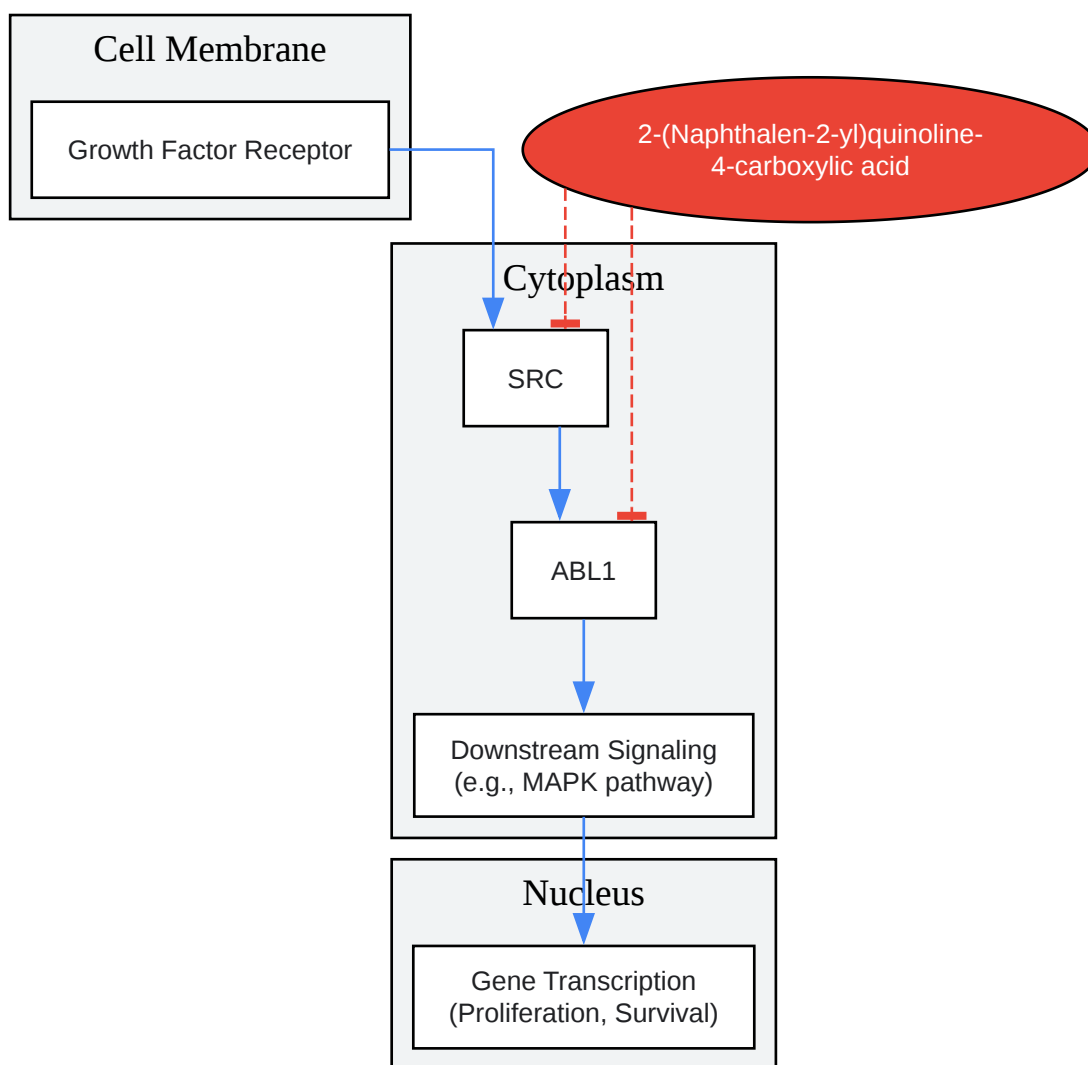 Cell Membrane
Growth Factor Receptor
2-(Naphthalen-2-yl)quinoline-
4-carboxylic acid
Cytoplasm
SRC
ABL1
Downstream Signaling
(e.g., MAPK pathway)
Nucleus
Gene Transcription
(Proliferation, Survival)